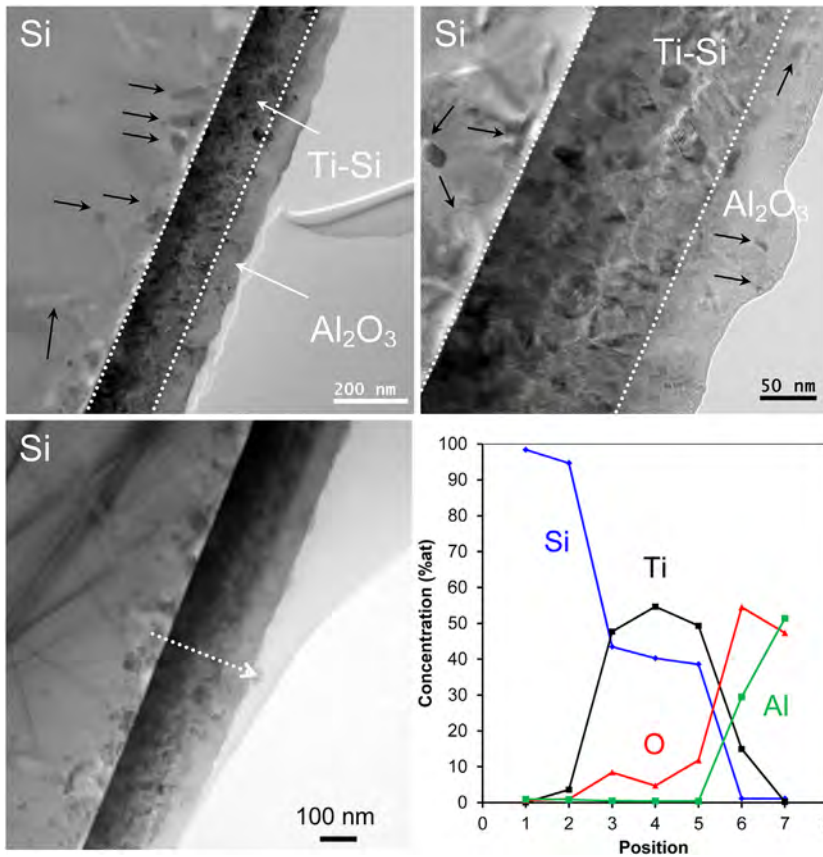 Si
Ti-Si
Al₂O₃
200 nm
Si
Ti-Si
Al₂O₃
50 nm
Si
100 nm
100
90
80
70
60
50
40
30
20
10
0
Concentration (%at)
Si
Ti
O
Al
0 1 2 3 4 5 6 7 8
Position